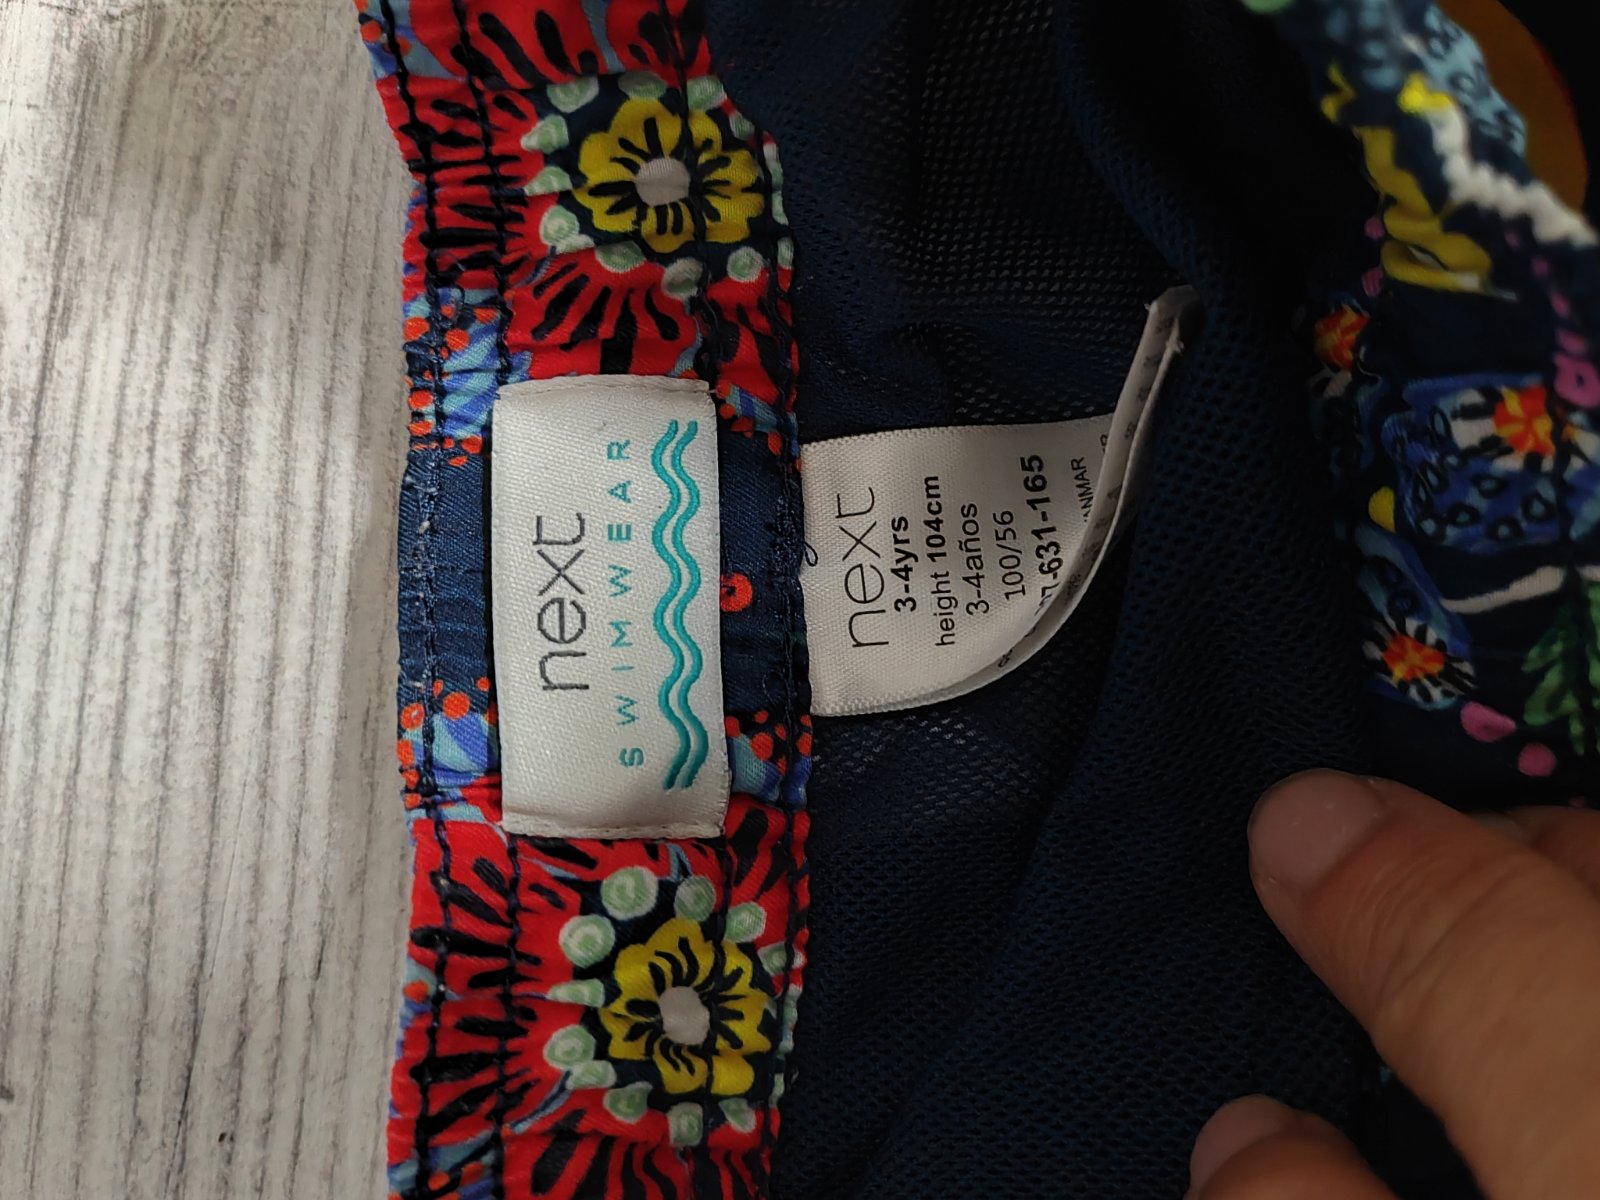 next
SWIMWEAR
next
3-4yrs
height 104cm
3-4años
100/56
-631-165